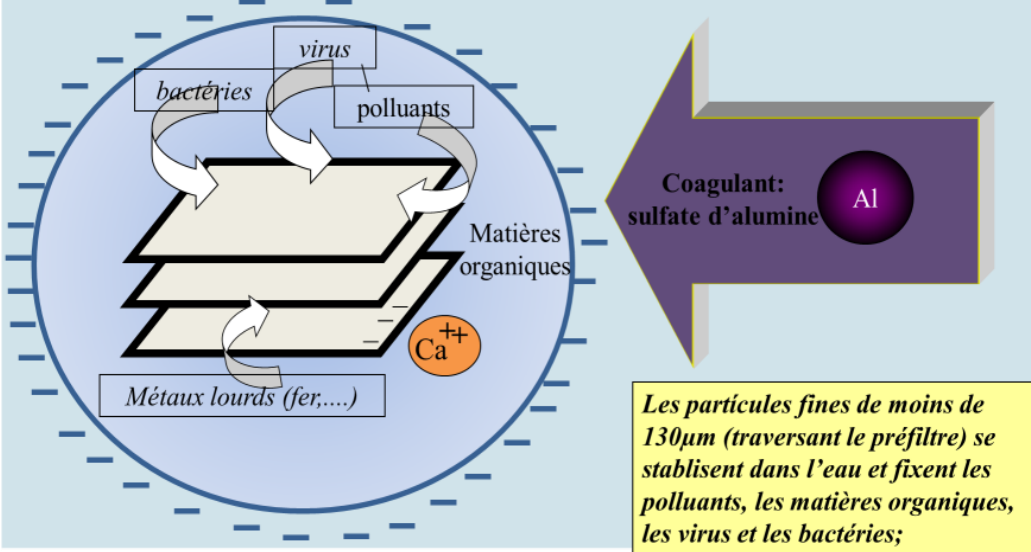 virus
bactéries
polluants
Coagulant:
sulfate d’alumine
Al
Matières
organiques
Ca++
Métaux lourds (fer,....)
Les partícules fines de moins de
130µm (traversant le préfiltre) se
stablisent dans l’eau et fixent les
polluants, les matières organiques,
les virus et les bactéries;